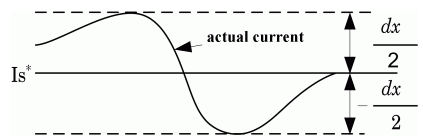 dx
2
actual current
Is*
- dx
2